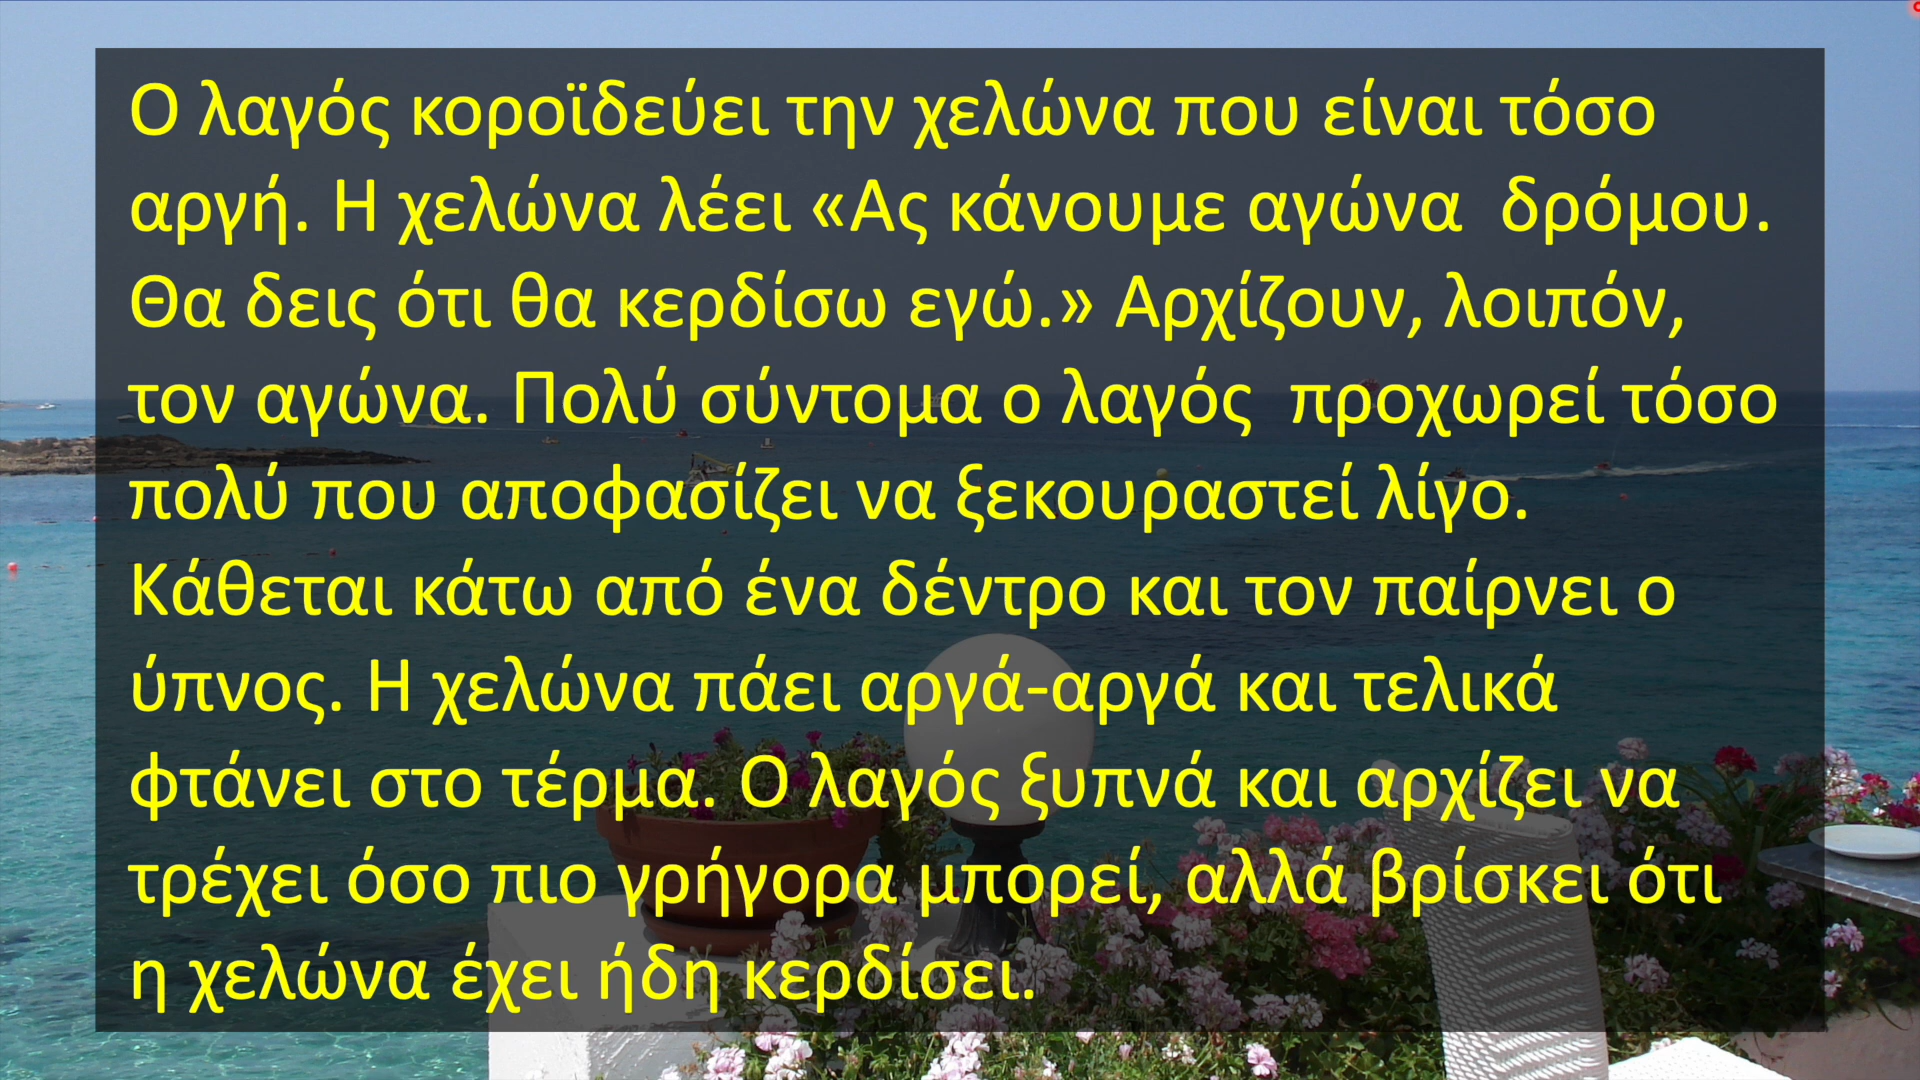 Ο λαγός κοροϊδεύει την χελώνα που είναι τόσο
αργή. Η χελώνα λέει «Ας κάνουμε αγώνα  δρόμου.
Θα δεις ότι θα κερδίσω εγώ.» Αρχίζουν, λοιπόν,
τον αγώνα. Πολύ σύντομα ο λαγός  προχωρεί τόσο
πολύ που αποφασίζει να ξεκουραστεί λίγο.
Κάθεται κάτω από ένα δέντρο και τον παίρνει ο
ύπνος. Η χελώνα πάει αργά-αργά και τελικά
φτάνει στο τέρμα. Ο λαγός ξυπνά και αρχίζει να
τρέχει όσο πιο γρήγορα μπορεί, αλλά βρίσκει ότι
η χελώνα έχει ήδη κερδίσει.